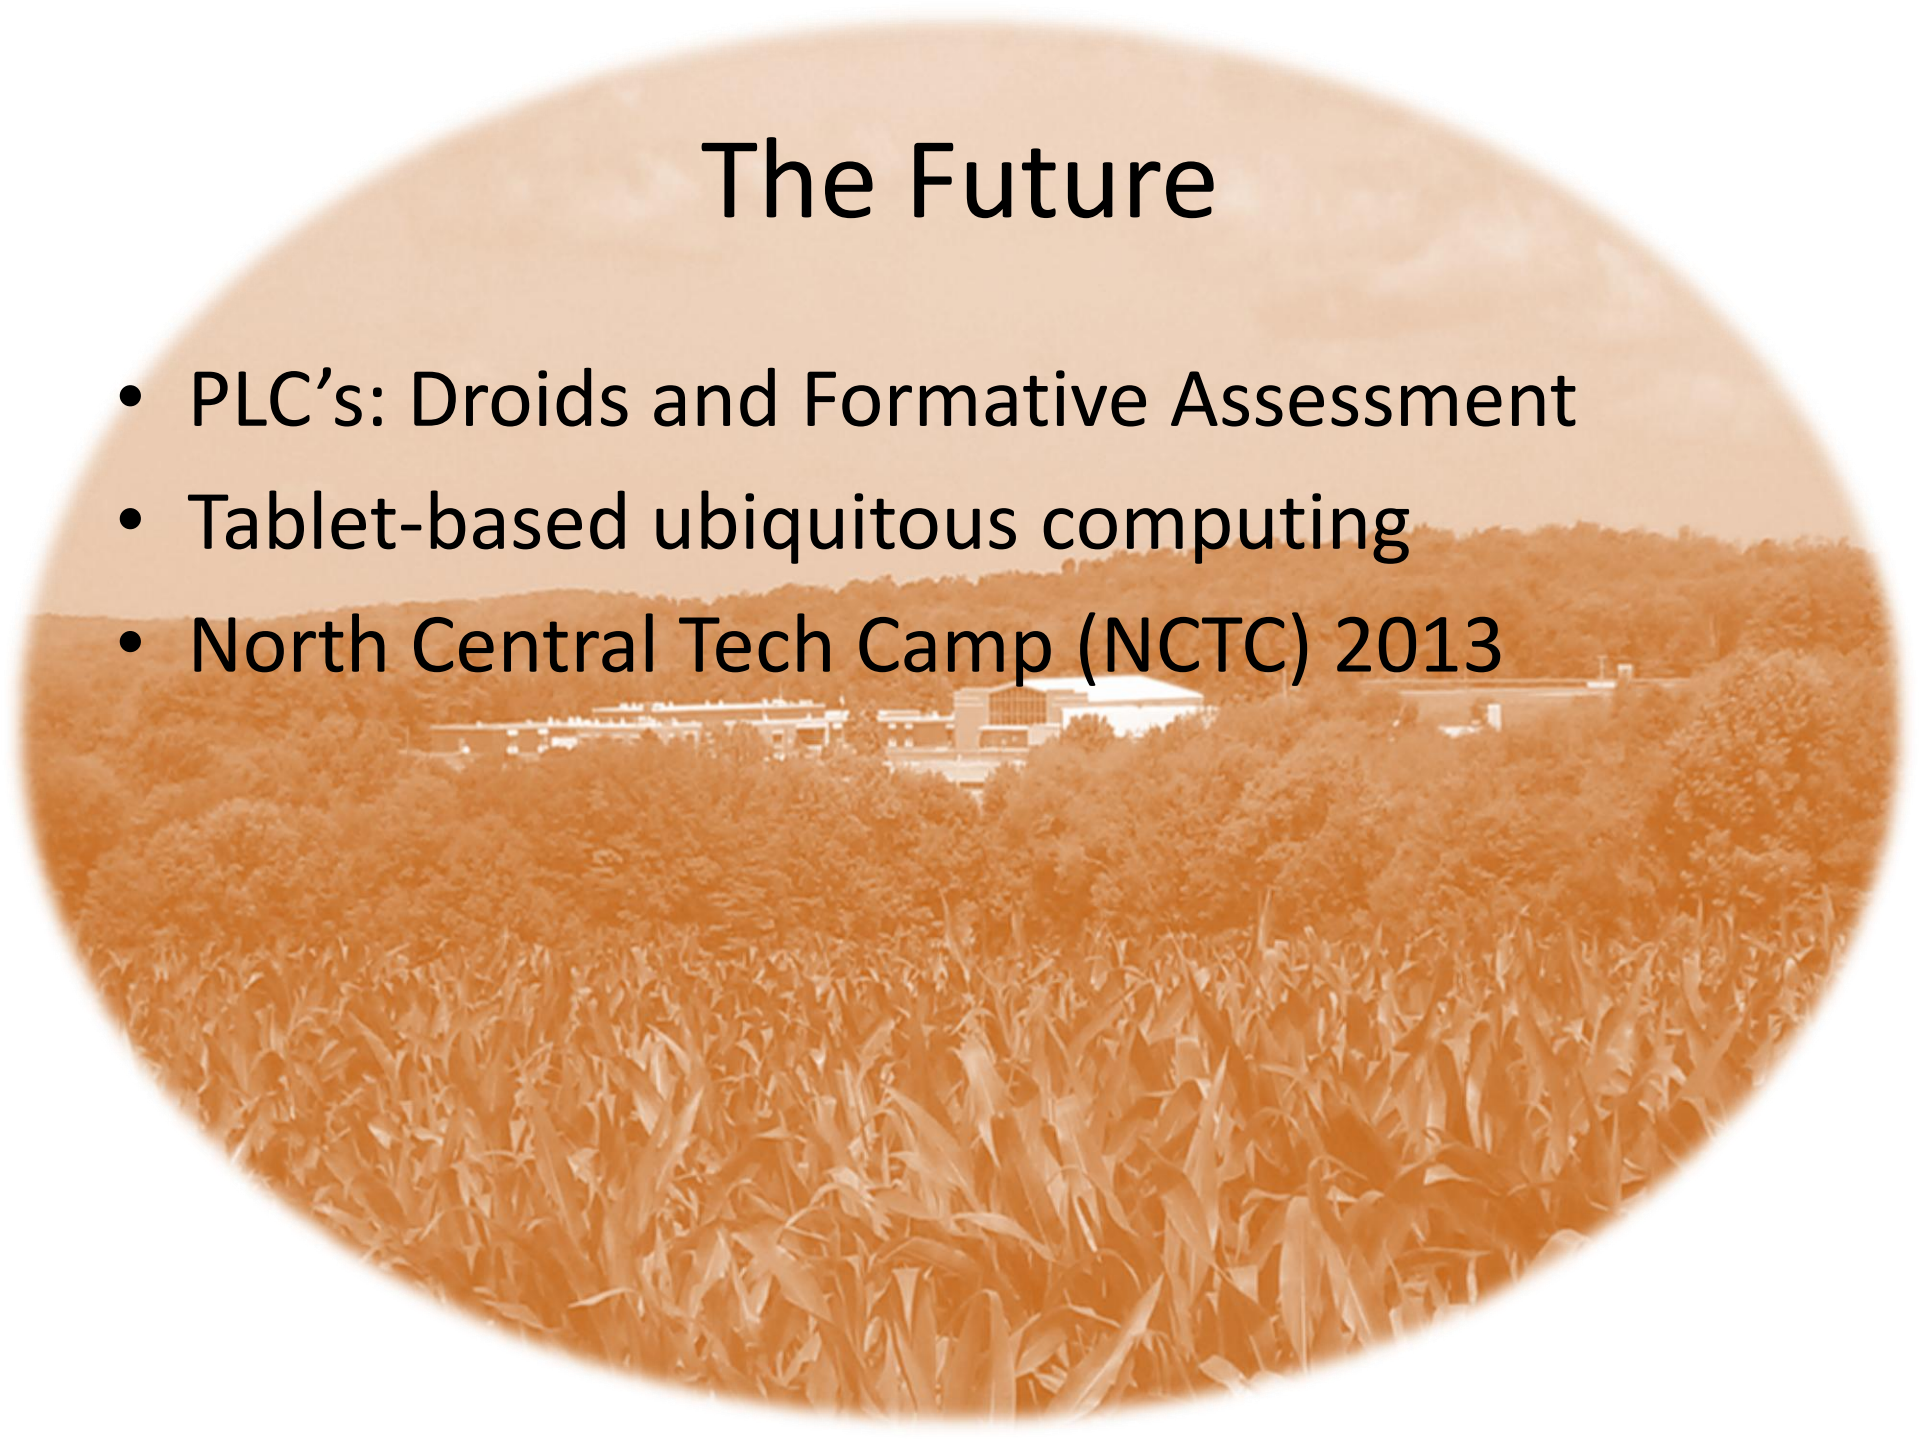 The Future
• PLC’s: Droids and Formative Assessment
• Tablet-based ubiquitous computing
• North Central Tech Camp (NCTC) 2013